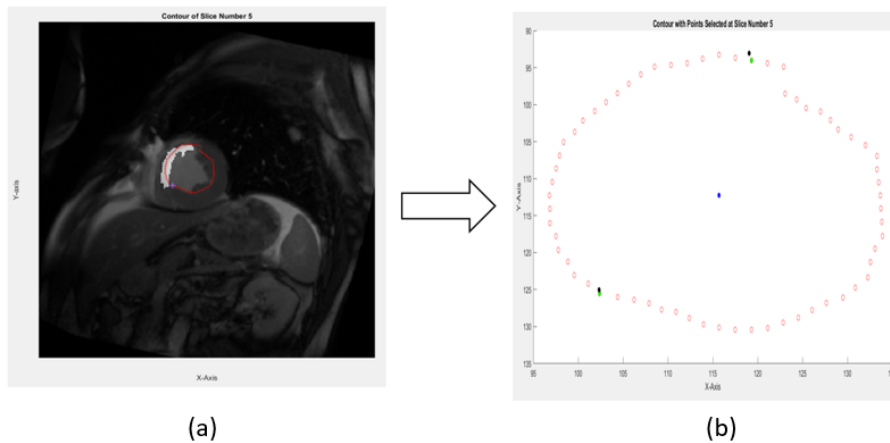 Contour of Slice Number 5
Y-axis
X-Axis
(a)
Contour with Points Selected at Slice Number 5
90
95
100
105
110
115
120
125
130
135
Y-Axis
95 100 105 110 115 120 125 130
X-Axis
(b)